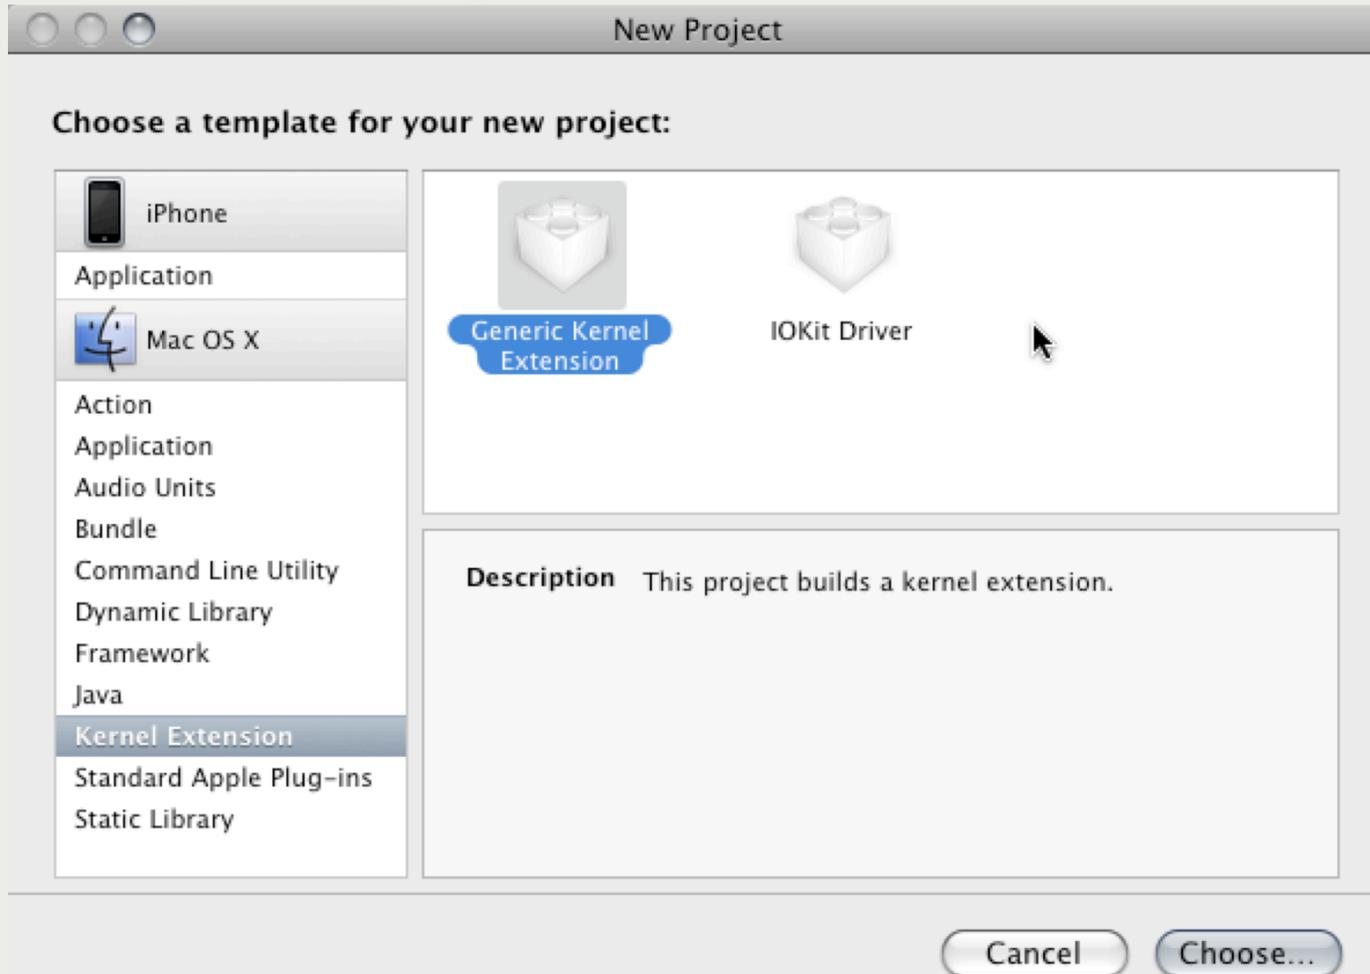 New Project
Choose a template for your new project:
iPhone
Application
Mac OS X
Action
Application
Audio Units
Bundle
Command Line Utility
Dynamic Library
Framework
Java
Kernel Extension
Standard Apple Plug-ins
Static Library
Generic Kernel
Extension
IOKit Driver
Description This project builds a kernel extension.
Cancel
Choose...